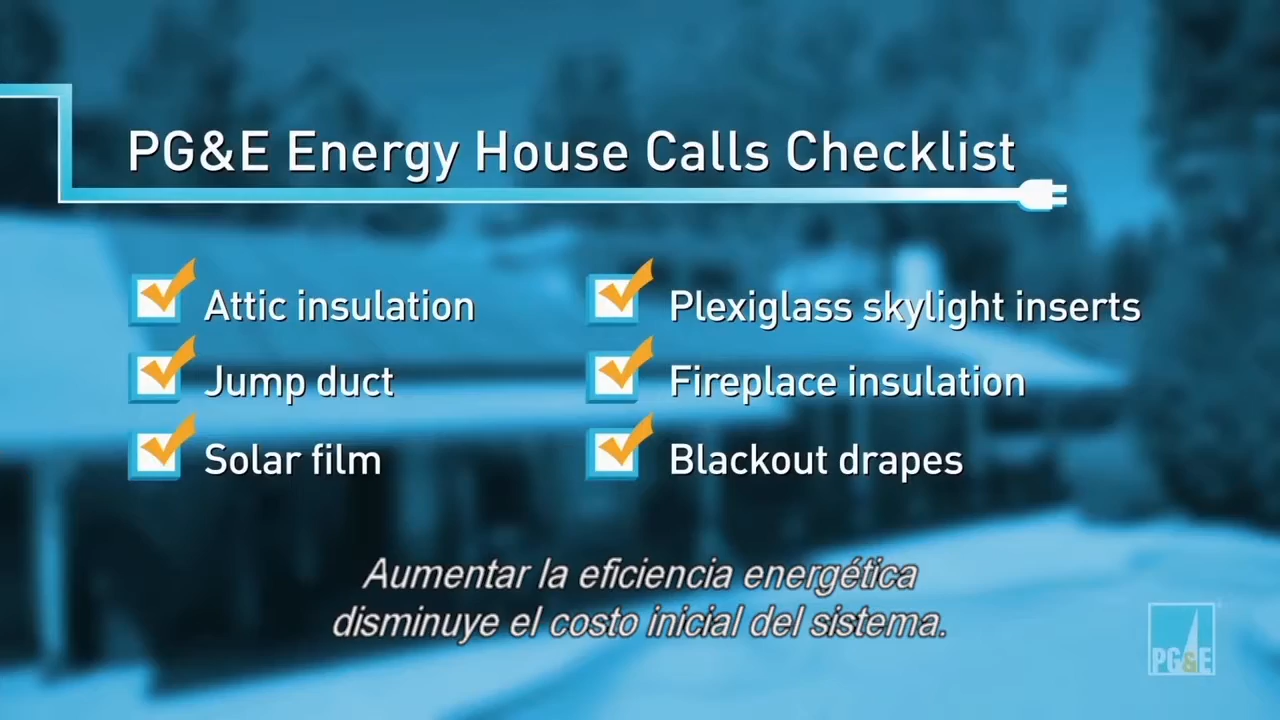 PG&E Energy House Calls Checklist
Attic insulation
Jump duct
Solar film
Plexiglass skylight inserts
Fireplace insulation
Blackout drapes
Aumentar la eficiencia energética
disminuye el costo inicial del sistema.
PG&E